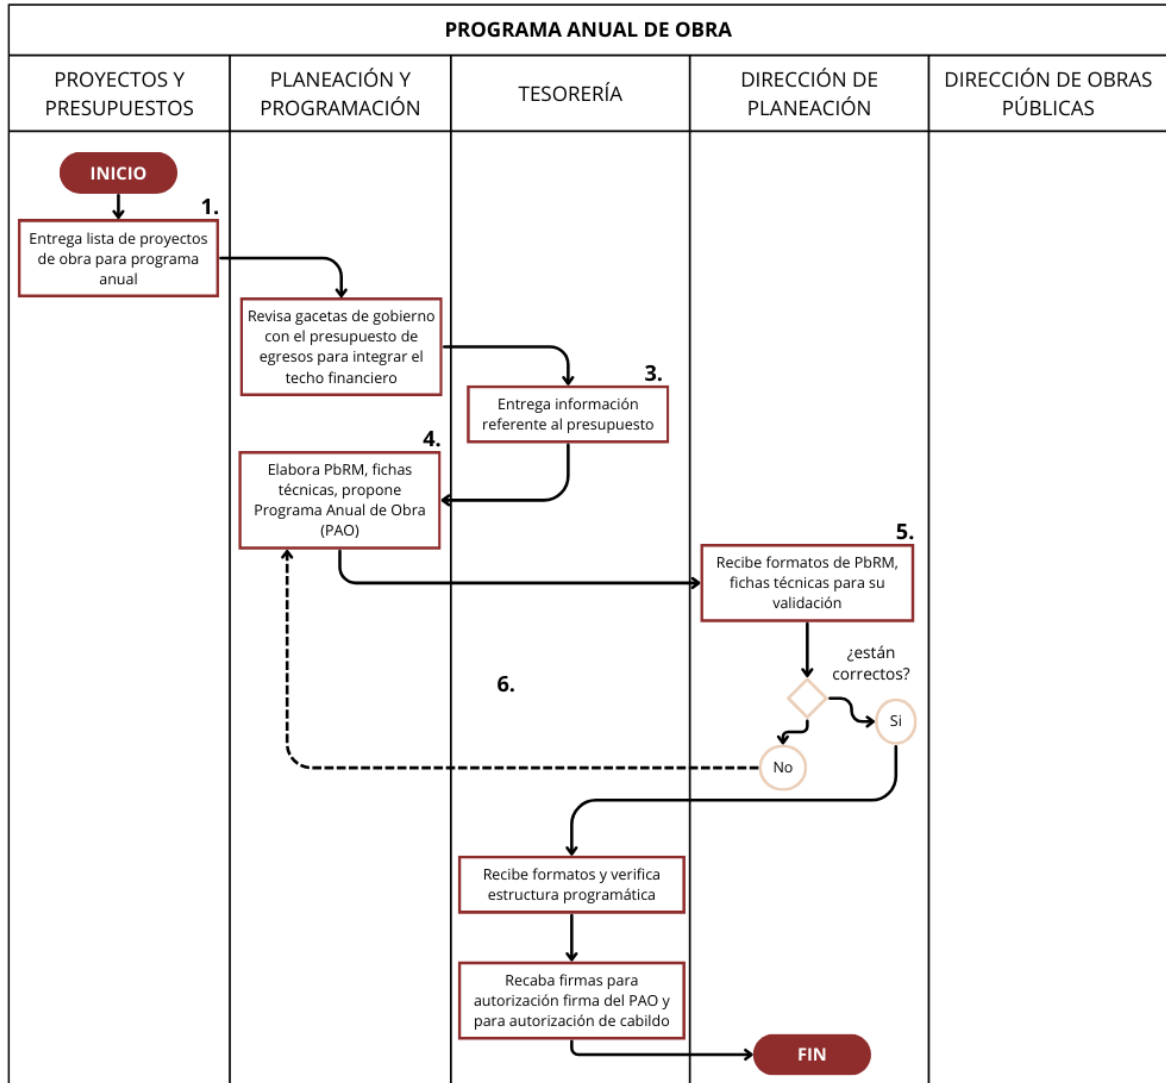 PROGRAMA ANUAL DE OBRA
PROYECTOS Y
PRESUPUESTOS
PLANEACIÓN Y
PROGRAMACIÓN
TESORERÍA
DIRECCIÓN DE
PLANEACIÓN
DIRECCIÓN DE OBRAS
PÚBLICAS
INICIO
1.
Entrega lista de proyectos
de obra para programa
anual
Revisa gacetas de gobierno
con el presupuesto de
egresos para integrar el
techo financiero
3.
Entrega información
referente al presupuesto
4.
Elabora PbRM, fichas
técnicas, propone
Programa Anual de Obra
(PAO)
5.
Recibe formatos de PbRM,
fichas técnicas para su
validación
¿están
correctos?
6.
Si
No
Recibe formatos y verifica
estructura programática
Recaba firmas para
autorización firma del PAO y
para autorización de cabildo
FIN